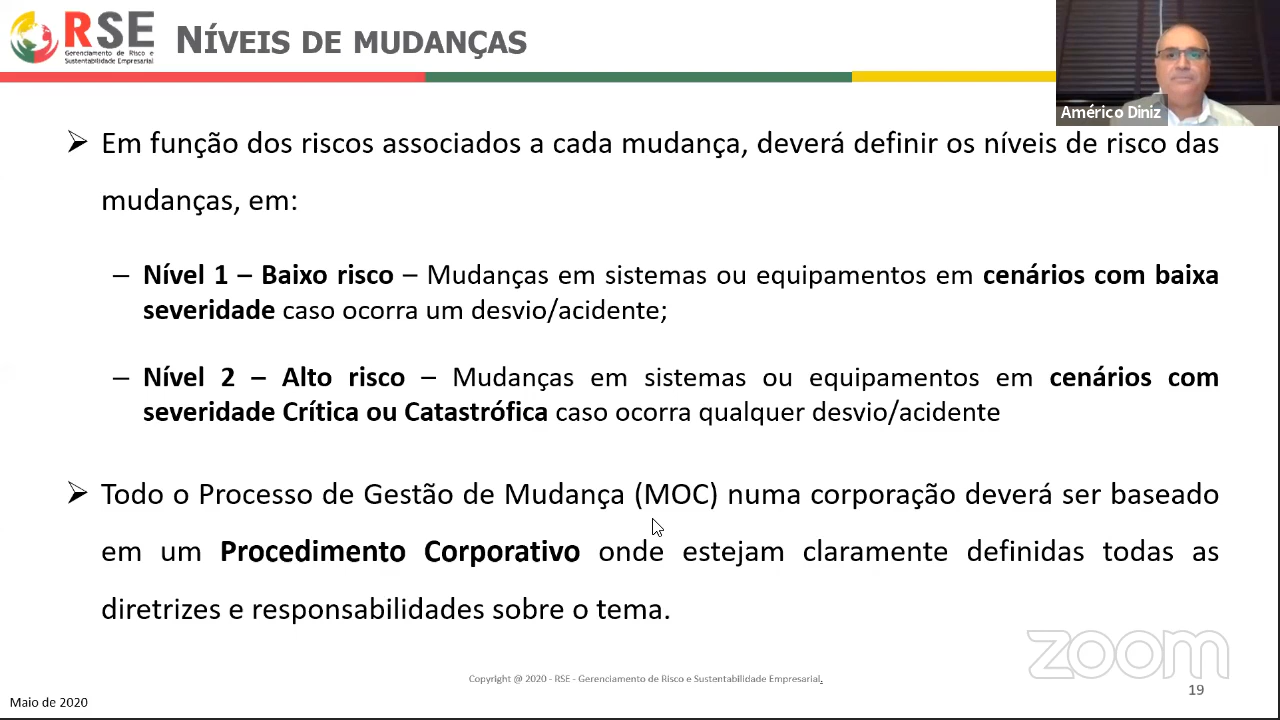 RSE
Gerenciamento de Risco e
Sustentabilidade Empresarial
NÍVEIS DE MUDANÇAS
Américo Diniz
➢ Em função dos riscos associados a cada mudança, deverá definir os níveis de risco das
mudanças, em:
– Nível 1 – Baixo risco – Mudanças em sistemas ou equipamentos em cenários com baixa
severidade caso ocorra um desvio/acidente;
– Nível 2 – Alto risco – Mudanças em sistemas ou equipamentos em cenários com
severidade Crítica ou Catastrófica caso ocorra qualquer desvio/acidente
➢ Todo o Processo de Gestão de Mudança (MOC) numa corporação deverá ser baseado
em um Procedimento Corporativo onde estejam claramente definidas todas as
diretrizes e responsabilidades sobre o tema.
zoom
Copyright @ 2020 - RSE - Gerenciamento de Risco e Sustentabilidade Empresarial.
19
Maio de 2020